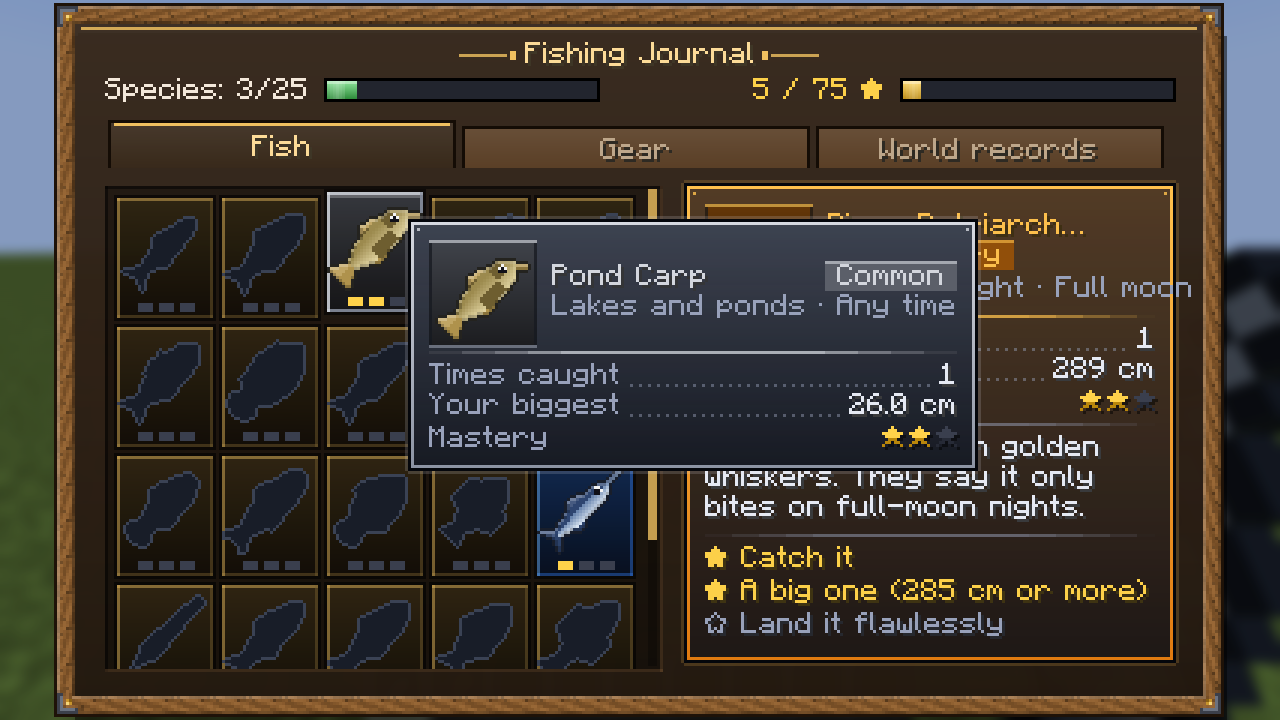 Fishing Journal
Species: 3/25
5 / 75
Fish
Gear
World records
Pond Carp
Common
Lakes and ponds · Any time
Times caught 1
Your biggest 26.0 cm
Mastery
· Full moon
1
289 cm
golden
whiskers. They say it only
bites on full-moon nights.
Catch it
A big one (285 cm or more)
Land it flawlessly